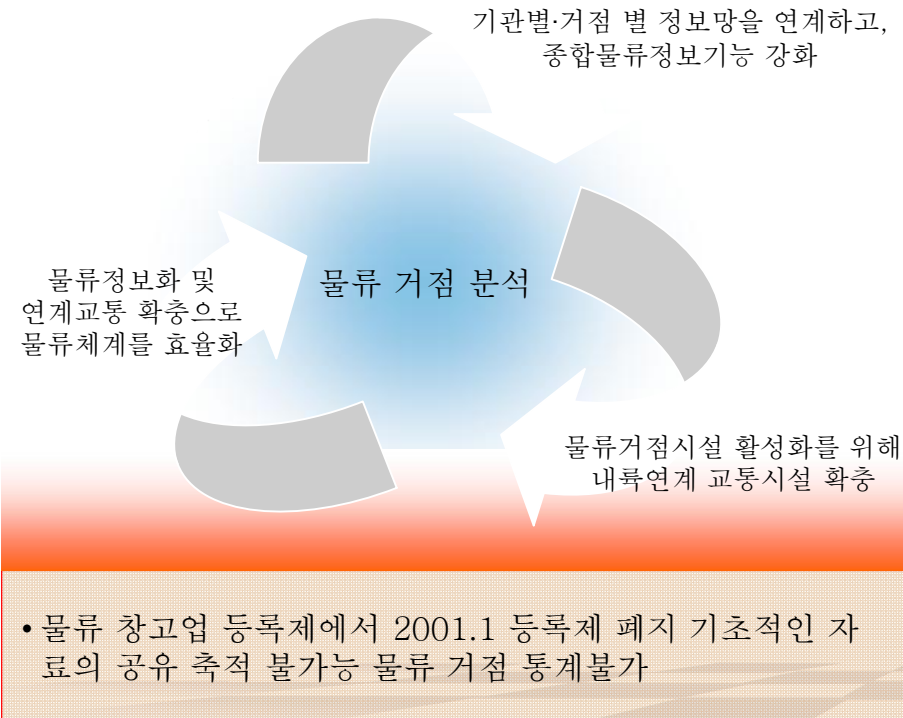 기관별·거점 별 정보망을 연계하고,
종합물류정보기능 강화
물류 거점 분석
물류정보화 및
연계교통 확충으로
물류체계를 효율화
물류거점시설 활성화를 위해
내륙연계 교통시설 확충
• 물류 창고업 등록제에서 2001.1 등록제 폐지 기초적인 자
료의 공유 축적 불가능 물류 거점 통계불가